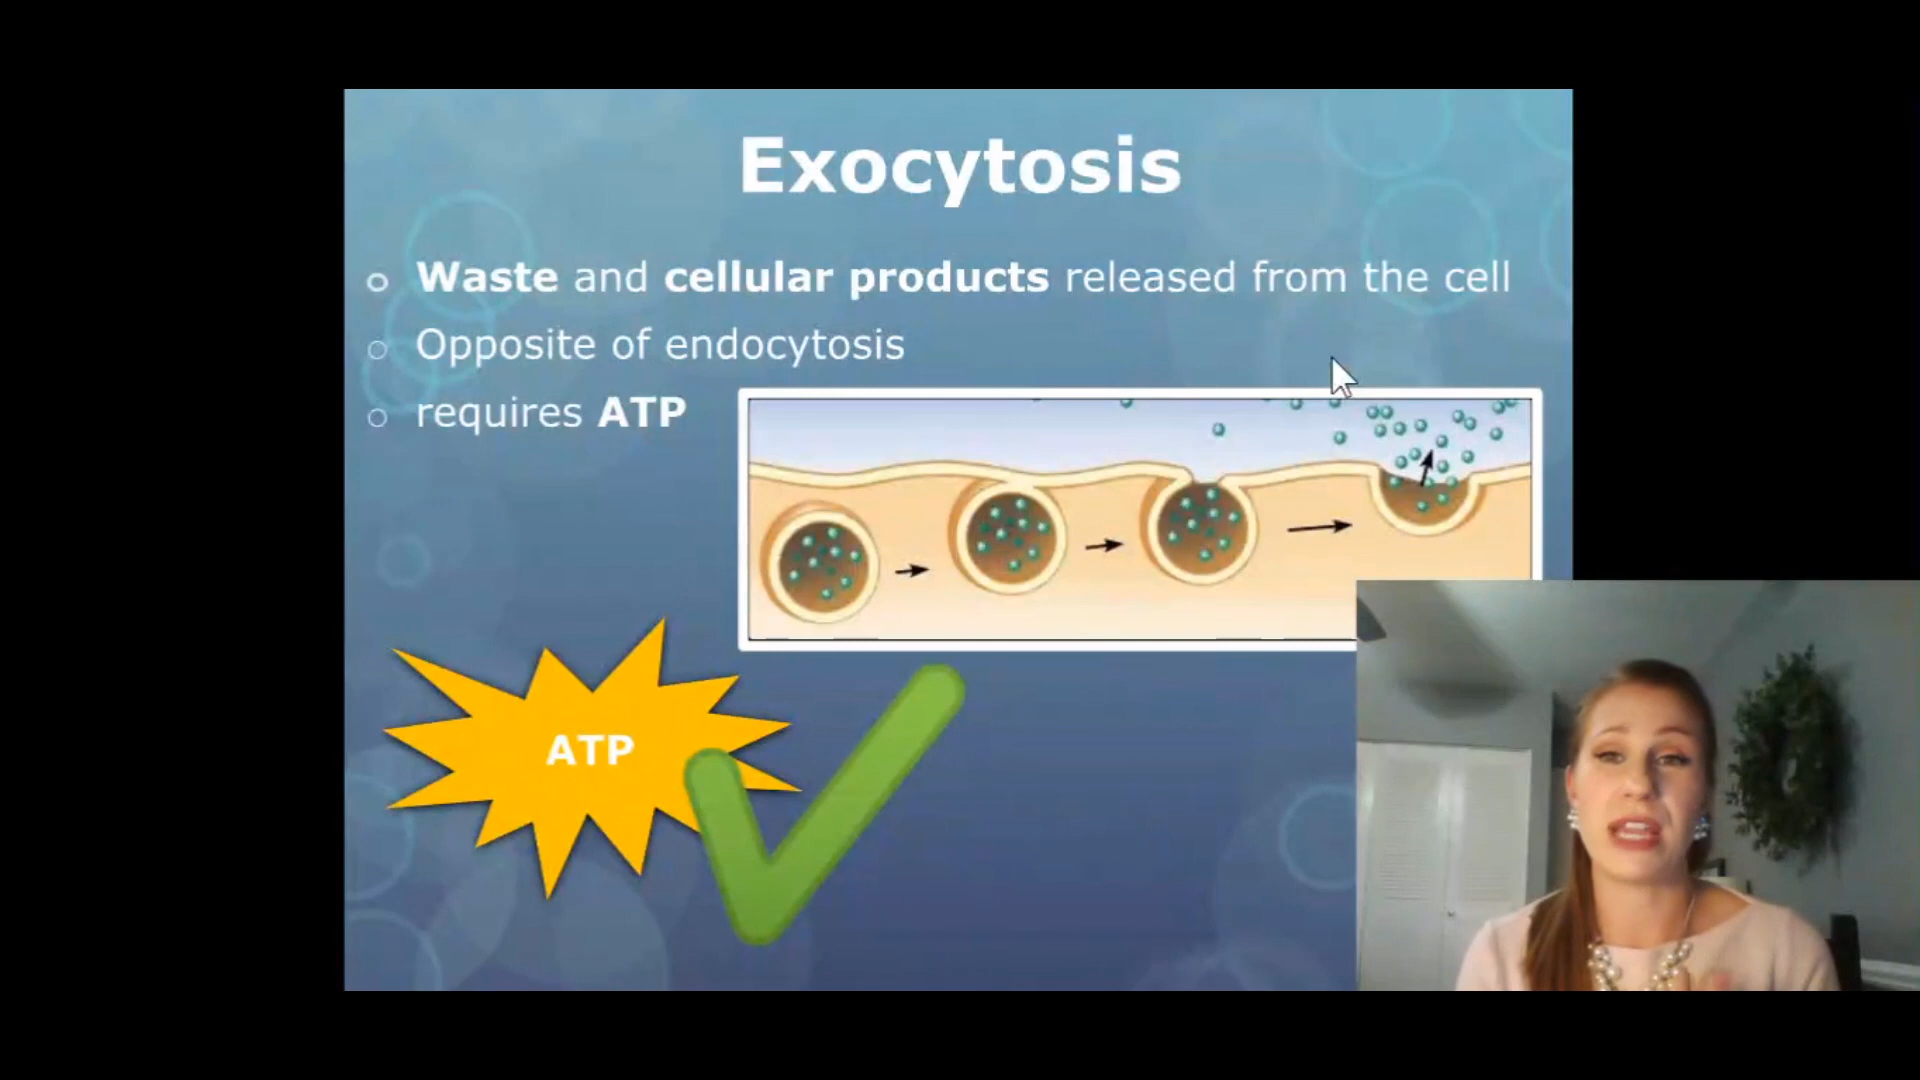 Exocytosis
Waste and cellular products released from the cell
Opposite of endocytosis
requires ATP
ATP